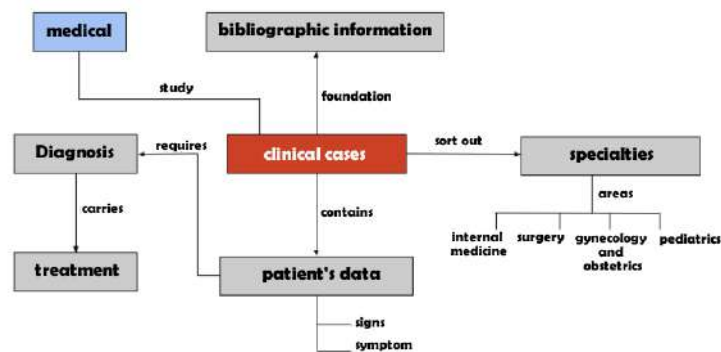 medical
bibliographic information
study
foundation
Diagnosis
requires
clinical cases
sort out
specialties
carries
contains
areas
internal
medicine
surgery
gynecology
and
obstetrics
pediatrics
treatment
patient's data
signs
symptom